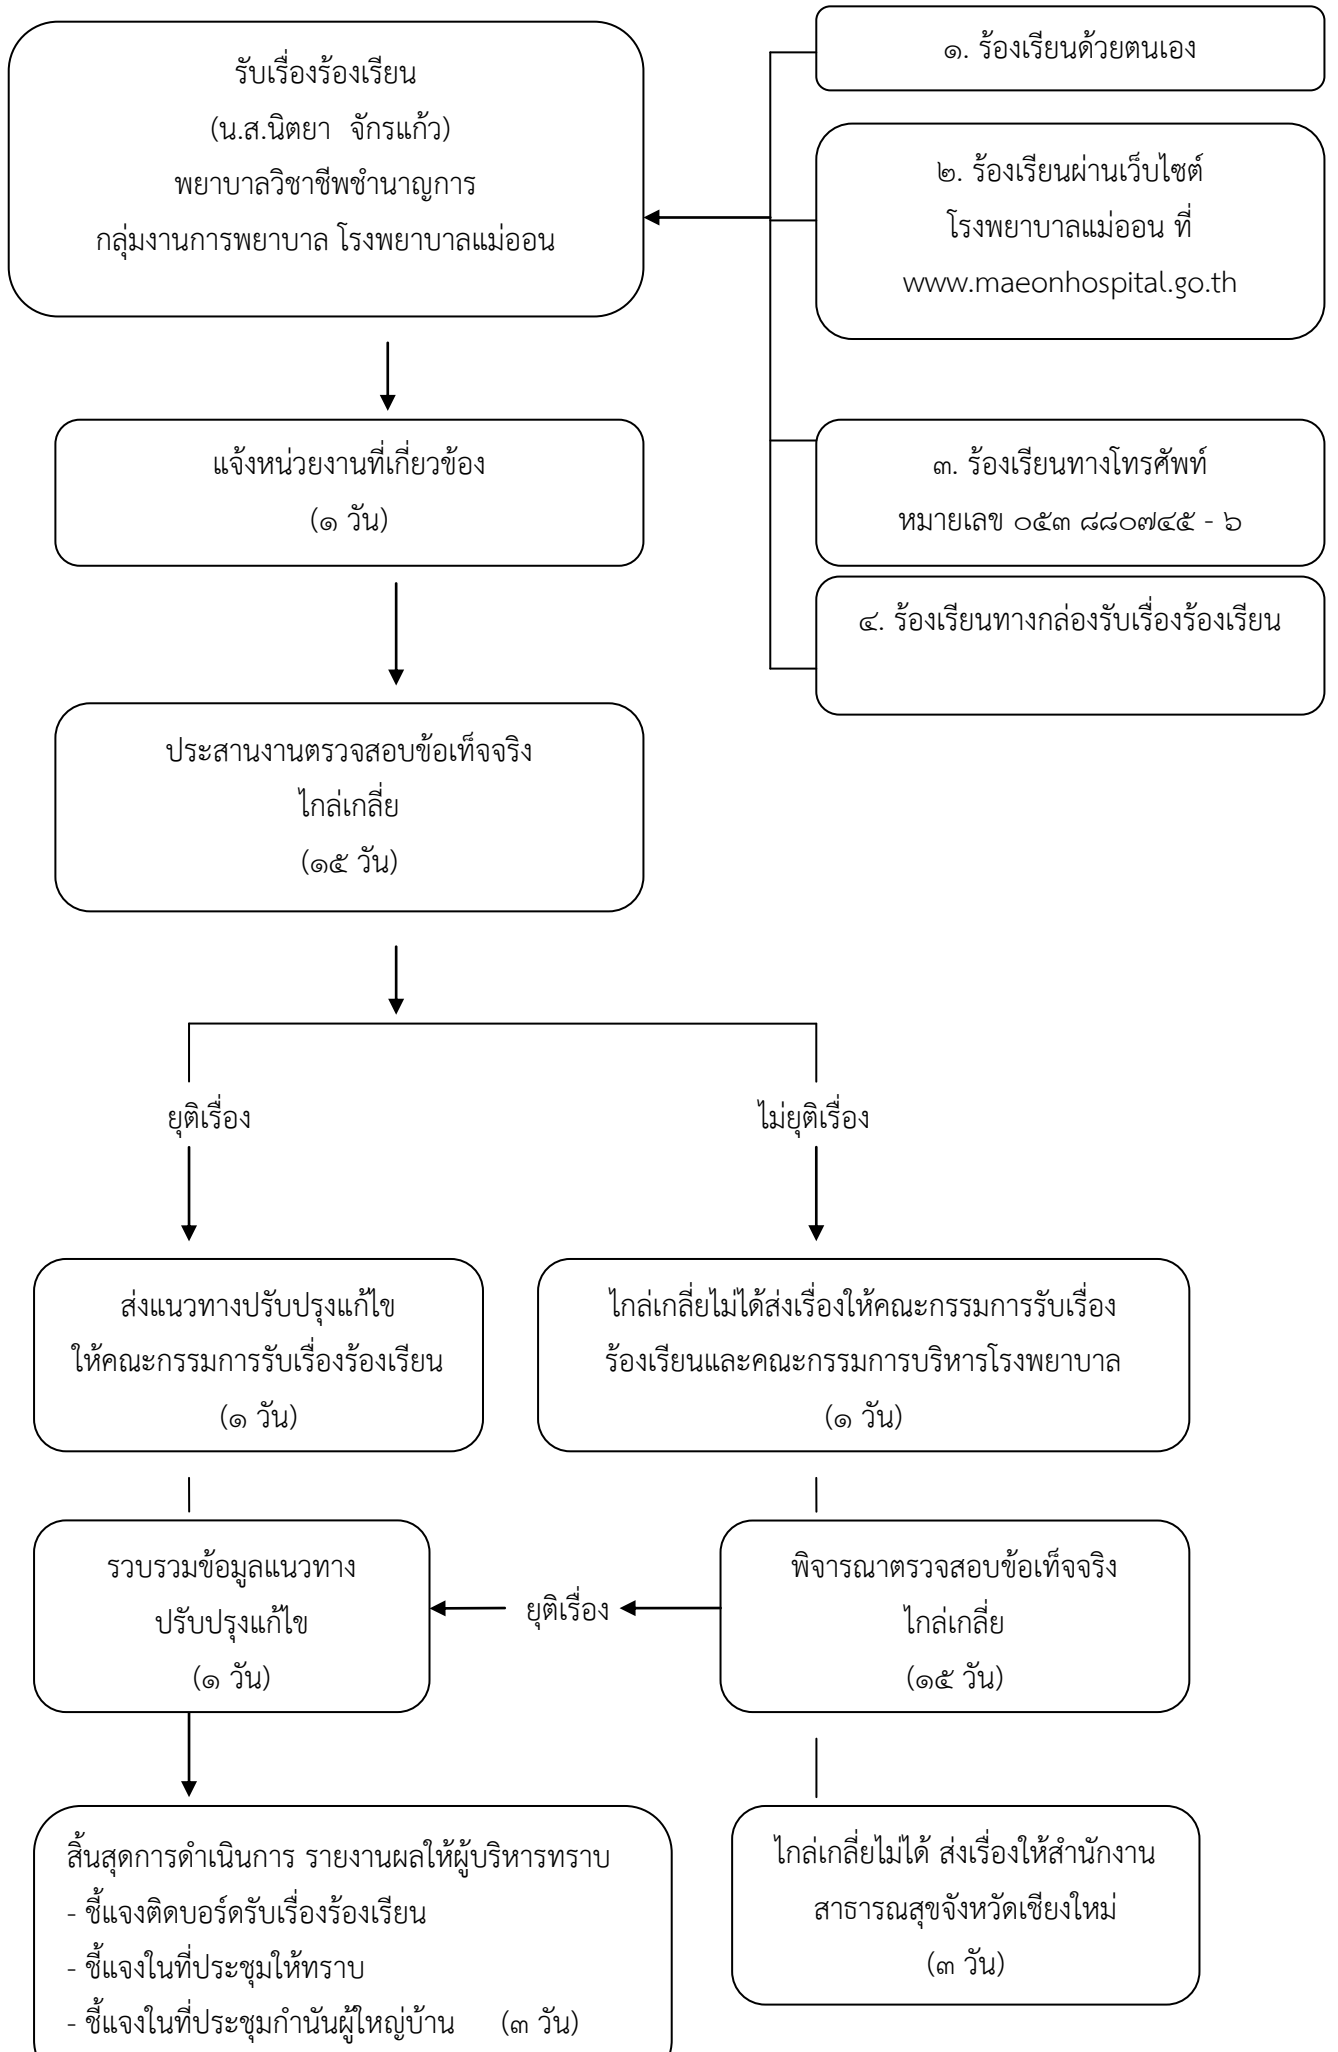 รับเรื่องร้องเรียน
(น.ส.นิตยา จักรแก้ว)
พยาบาลวิชาชีพชำนาญการ
กลุ่มงานการพยาบาล โรงพยาบาลแม่ออน
๑. ร้องเรียนด้วยตนเอง
๒. ร้องเรียนผ่านเว็บไซต์
โรงพยาบาลแม่ออน ที่
www.maeonhospital.go.th
๓. ร้องเรียนทางโทรศัพท์
หมายเลข ๐๕๓ ๘๘๐๗๔๕ - ๖
๔. ร้องเรียนทางกล่องรับเรื่องร้องเรียน
แจ้งหน่วยงานที่เกี่ยวข้อง
(๑ วัน)
ประสานงานตรวจสอบข้อเท็จจริง
ไกล่เกลี่ย
(๑๕ วัน)
ยุติเรื่อง
ไม่ยุติเรื่อง
ส่งแนวทางปรับปรุงแก้ไข
ให้คณะกรรมการรับเรื่องร้องเรียน
(๑ วัน)
ไกล่เกลี่ยไม่ได้ส่งเรื่องให้คณะกรรมการรับเรื่อง
ร้องเรียนและคณะกรรมการบริหารโรงพยาบาล
(๑ วัน)
รวบรวมข้อมูลแนวทาง
ปรับปรุงแก้ไข
(๑ วัน)
ยุติเรื่อง
พิจารณาตรวจสอบข้อเท็จจริง
ไกล่เกลี่ย
(๑๕ วัน)
สิ้นสุดการดำเนินการ รายงานผลให้ผู้บริหารทราบ
- ชี้แจงติดบอร์ดรับเรื่องร้องเรียน
- ชี้แจงในที่ประชุมให้ทราบ
- ชี้แจงในที่ประชุมกำนันผู้ใหญ่บ้าน (๓ วัน)
ไกล่เกลี่ยไม่ได้ ส่งเรื่องให้สำนักงาน
สาธารณสุขจังหวัดเชียงใหม่
(๓ วัน)